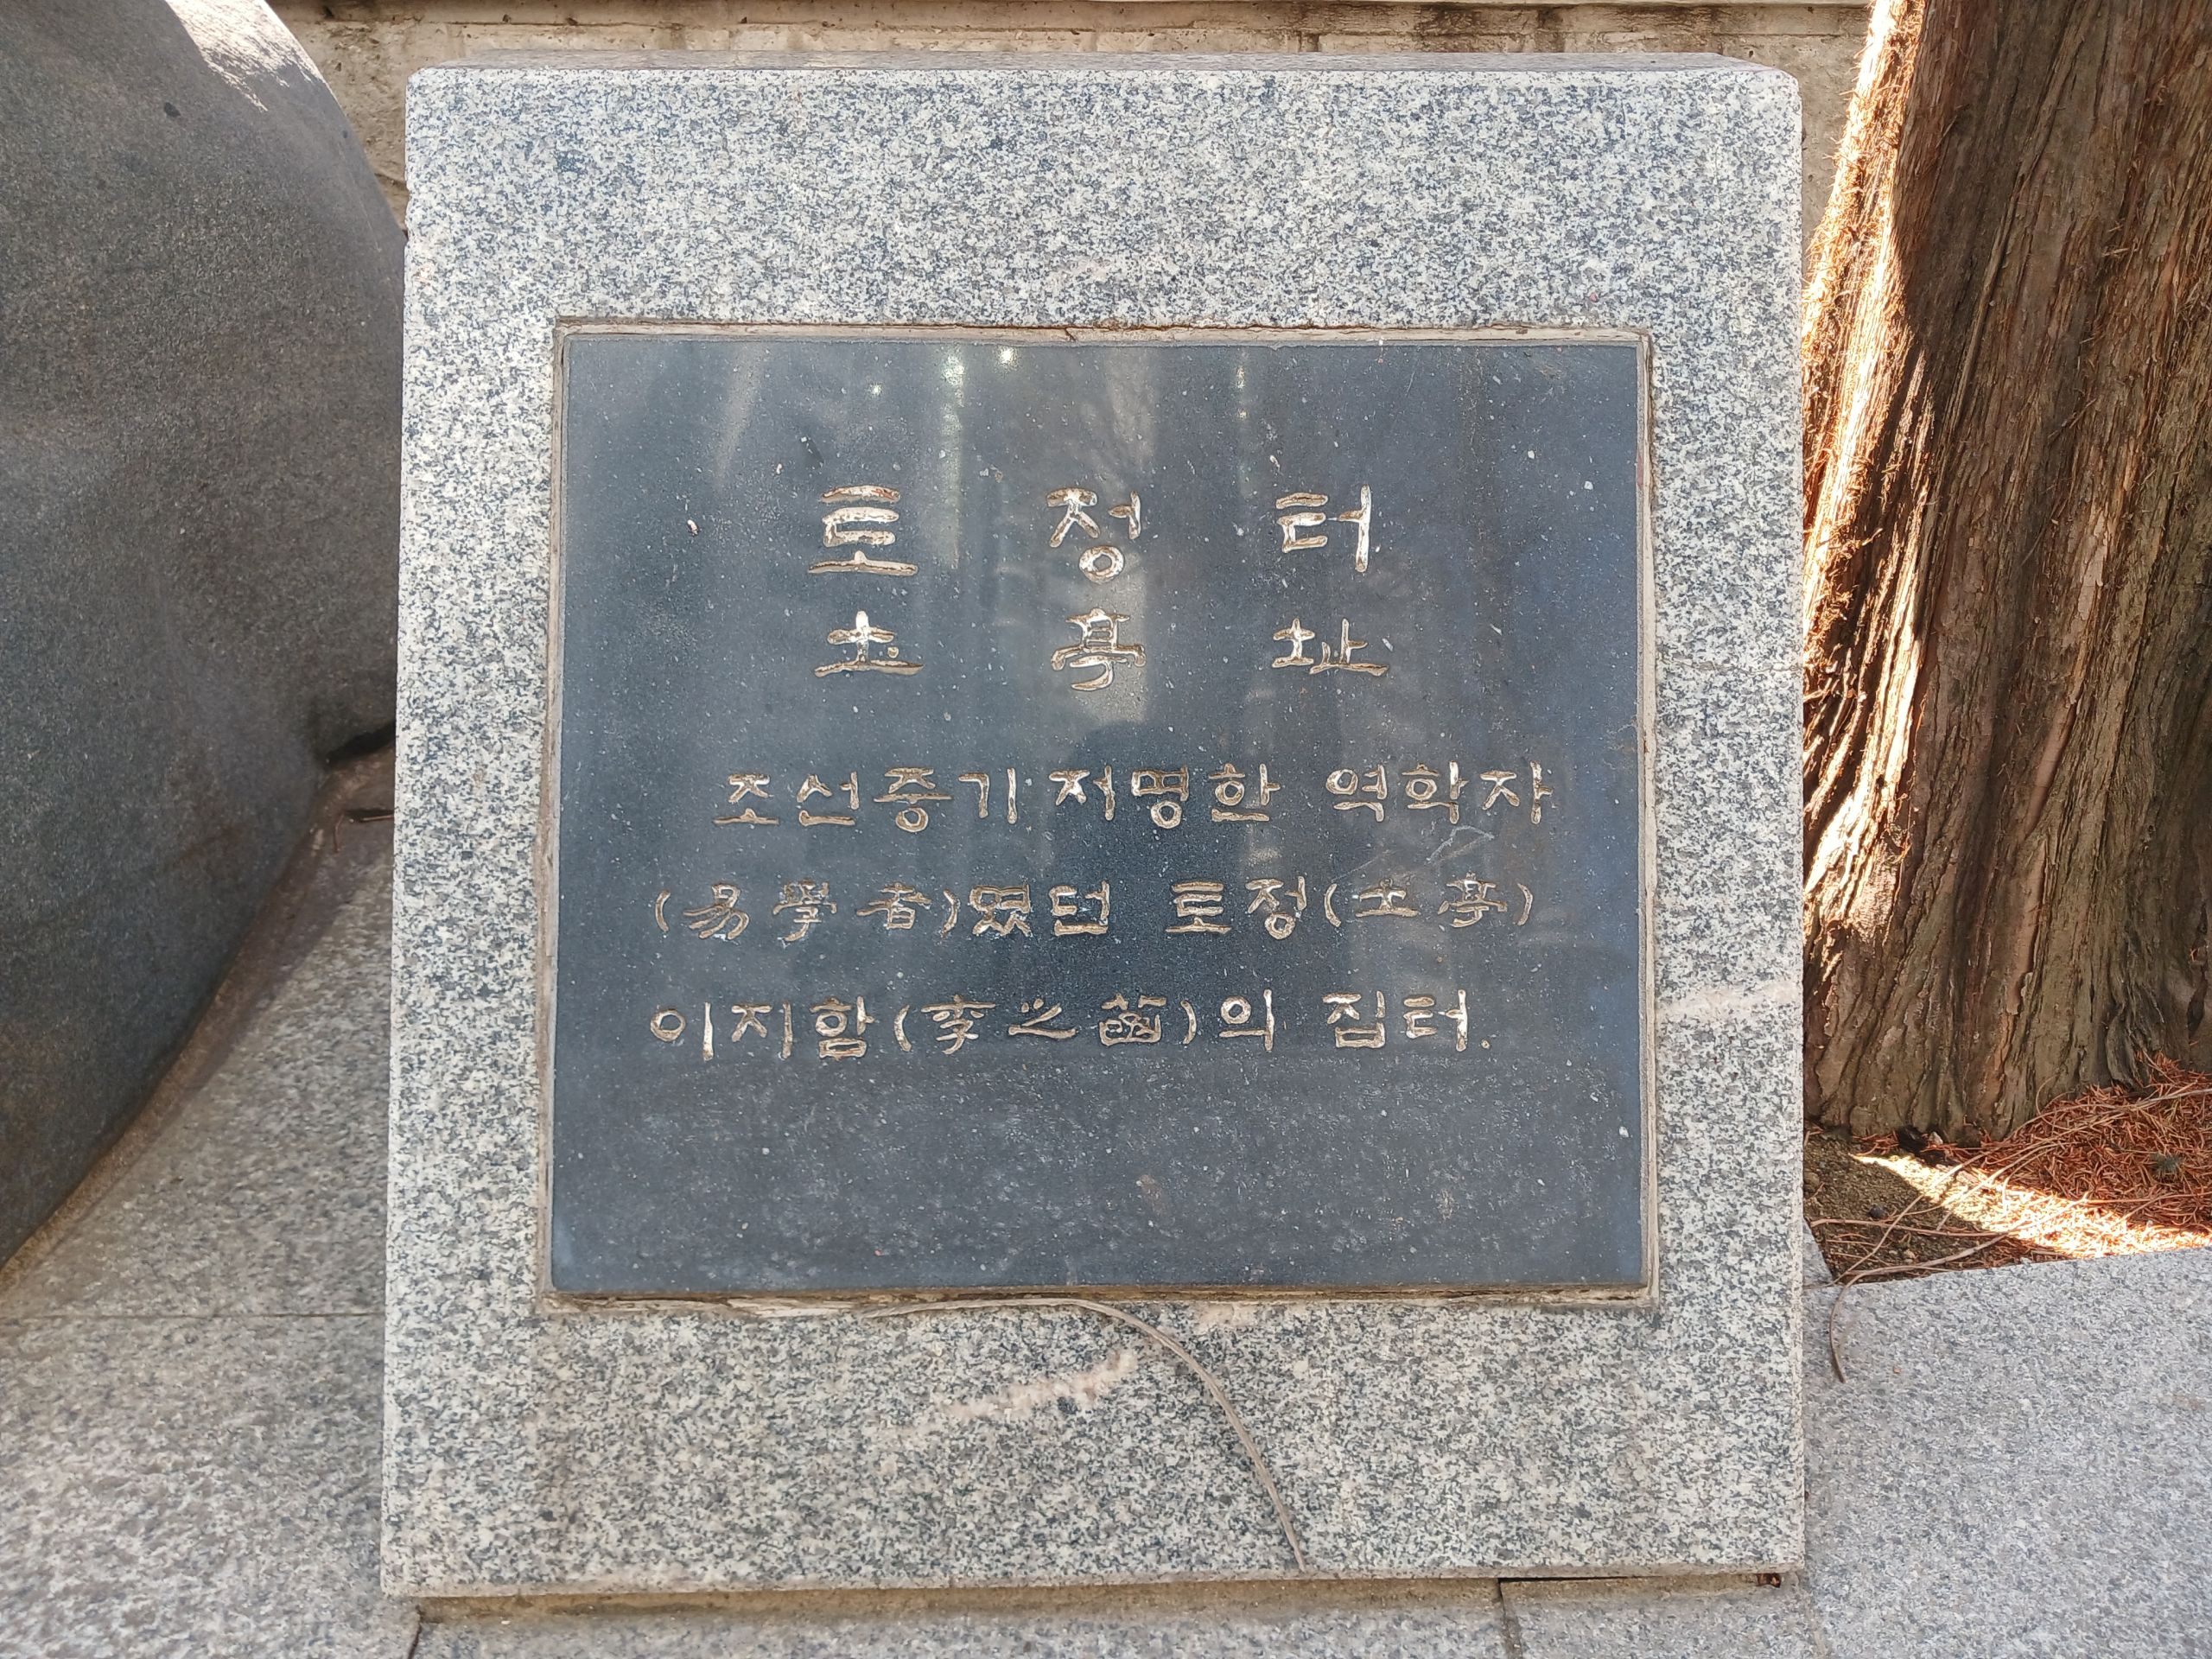 토정터
土亭址
조선중기 저명한 역학자
(易學者)였던 토정(土亭)
이지함(李之菡)의 집터.